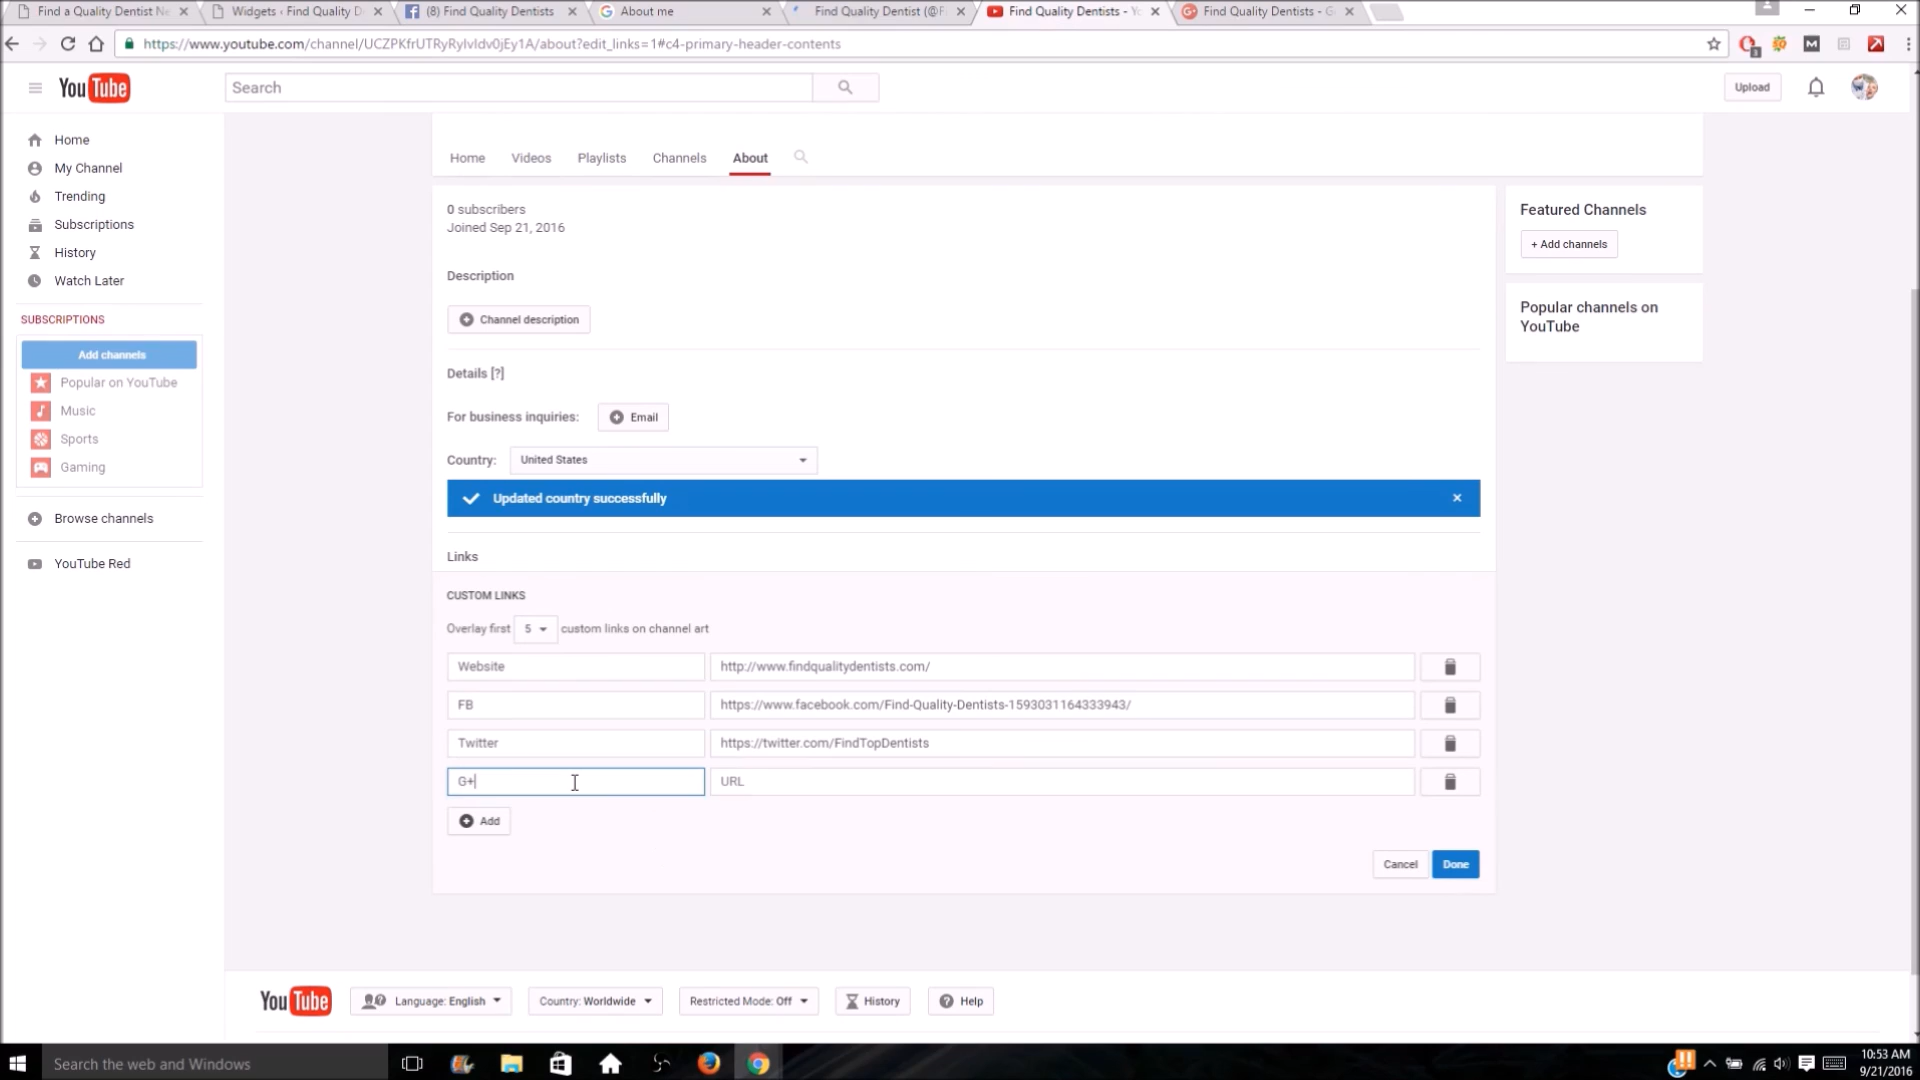 Find a Quality Dentist Ne
Widgets ‹ Find Quality D
(8) Find Quality Dentists
About me
Find Quality Dentist (@F
Find Quality Dentists - Yo
Find Quality Dentists - G
https://www.youtube.com/channel/UCZPKfrUTRyRyIvIdv0jEy1A/about?edit_links=1#c4-primary-header-contents
YouTube
Search
Upload
Home
My Channel
Trending
Subscriptions
History
Watch Later
SUBSCRIPTIONS
Add channels
Popular on YouTube
Music
Sports
Gaming
Browse channels
YouTube Red
Home Videos Playlists Channels About
0 subscribers
Joined Sep 21, 2016
Description
Channel description
Details [?]
For business inquiries: Email
Country: United States
Updated country successfully
Links
CUSTOM LINKS
Overlay first 5 custom links on channel art
Website http://www.findqualitydentists.com/
FB https://www.facebook.com/Find-Quality-Dentists-1593031164333943/
Twitter https://twitter.com/FindTopDentists
G+ URL
Add
Cancel Done
Featured Channels
+ Add channels
Popular channels on
YouTube
YouTube Language: English Country: Worldwide Restricted Mode: Off History Help
Search the web and Windows
10:53 AM
9/21/2016